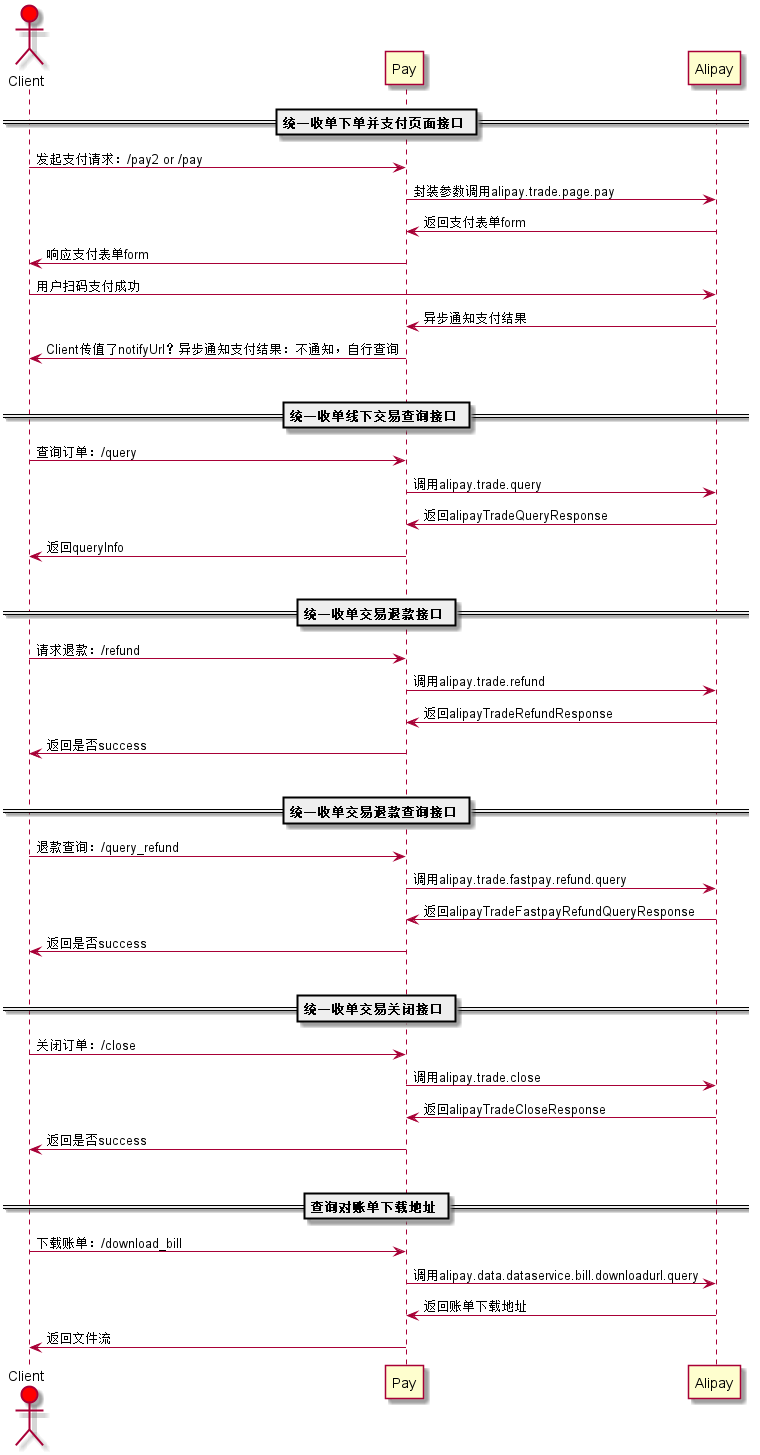 Client
Pay
Alipay
统一收单下单并支付页面接口
发起支付请求：/pay2 or /pay
封装参数调用alipay.trade.page.pay
返回支付表单form
响应支付表单form
用户扫码支付成功
异步通知支付结果
Client传值了notifyUrl？异步通知支付结果：不通知，自行查询
统一收单线下交易查询接口
查询订单：/query
调用alipay.trade.query
返回alipayTradeQueryResponse
返回queryInfo
统一收单交易退款接口
请求退款：/refund
调用alipay.trade.refund
返回alipayTradeRefundResponse
返回是否success
统一收单交易退款查询接口
退款查询：/query_refund
调用alipay.trade.fastpay.refund.query
返回alipayTradeFastpayRefundQueryResponse
返回是否success
统一收单交易关闭接口
关闭订单：/close
调用alipay.trade.close
返回alipayTradeCloseResponse
返回是否success
查询对账单下载地址
下载账单：/download_bill
调用alipay.data.dataservice.bill.downloadurl.query
返回账单下载地址
返回文件流
Client
Pay
Alipay